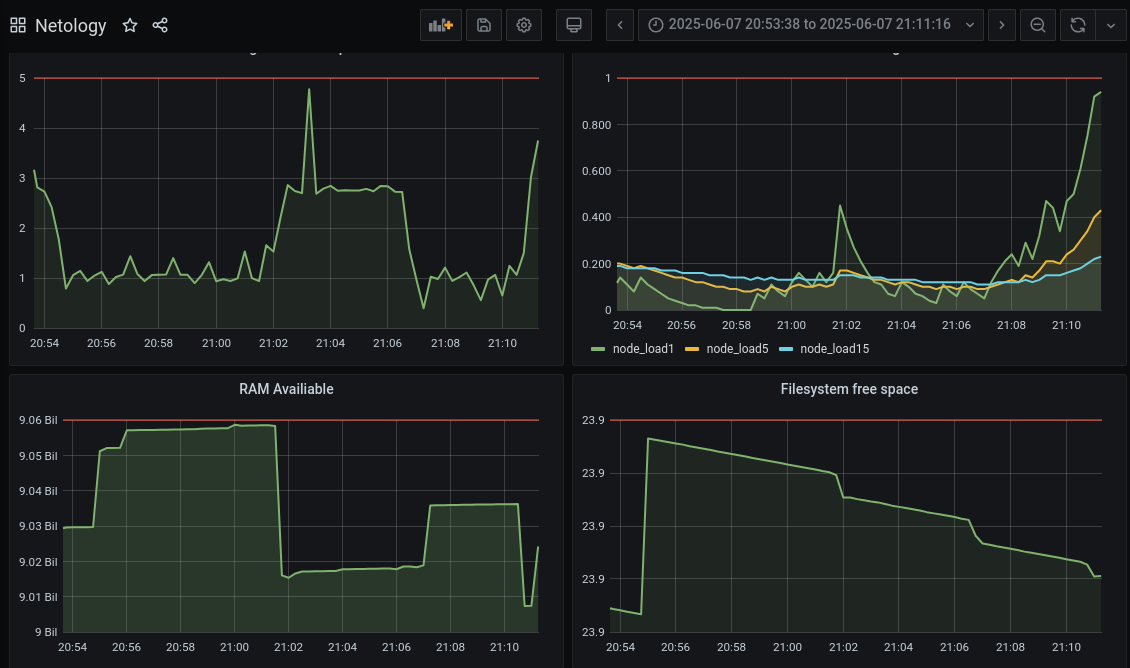 Netology
2025-06-07 20:53:38 to 2025-06-07 21:11:16
5
4
3
2
1
0
20:54 20:56 20:58 21:00 21:02 21:04 21:06 21:08 21:10
1
0.800
0.600
0.400
0.200
0
20:54 20:56 20:58 21:00 21:02 21:04 21:06 21:08 21:10
node_load1 node_load5 node_load15
RAM Availiable
9.06 Bil
9.05 Bil
9.04 Bil
9.03 Bil
9.02 Bil
9.01 Bil
9 Bil
20:54 20:56 20:58 21:00 21:02 21:04 21:06 21:08 21:10
Filesystem free space
23.9
23.9
23.9
23.9
23.9
20:54 20:56 20:58 21:00 21:02 21:04 21:06 21:08 21:10